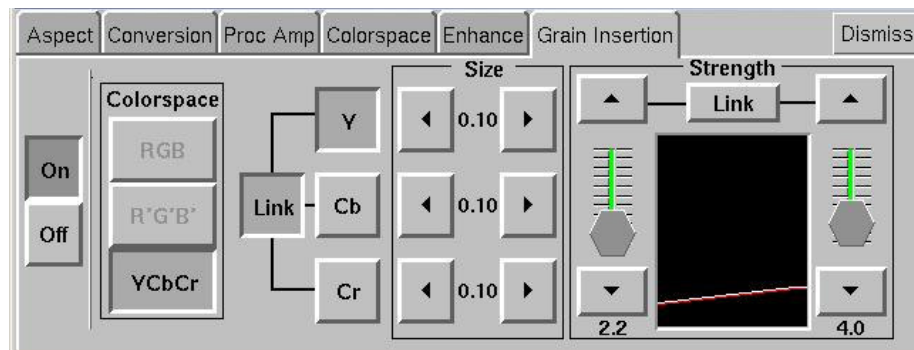 Aspect Conversion Proc Amp Colorspace Enhance Grain Insertion Dismiss
Size
Strength
Colorspace
Link
Y
0.10
RGB
On
R'G'B'
Link
Cb
0.10
Off
YCbCr
Cr
0.10
2.2
4.0